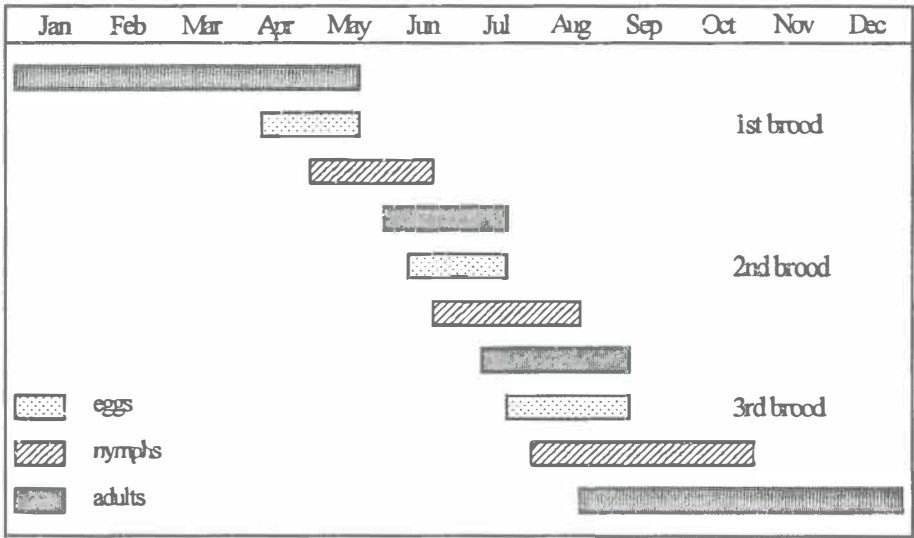 Jan Feb Mar Apr May Jun Jul Aug Sep Oct Nov Dec
1st brood
2nd brood
eggs 3rd brood
nymphs
adults